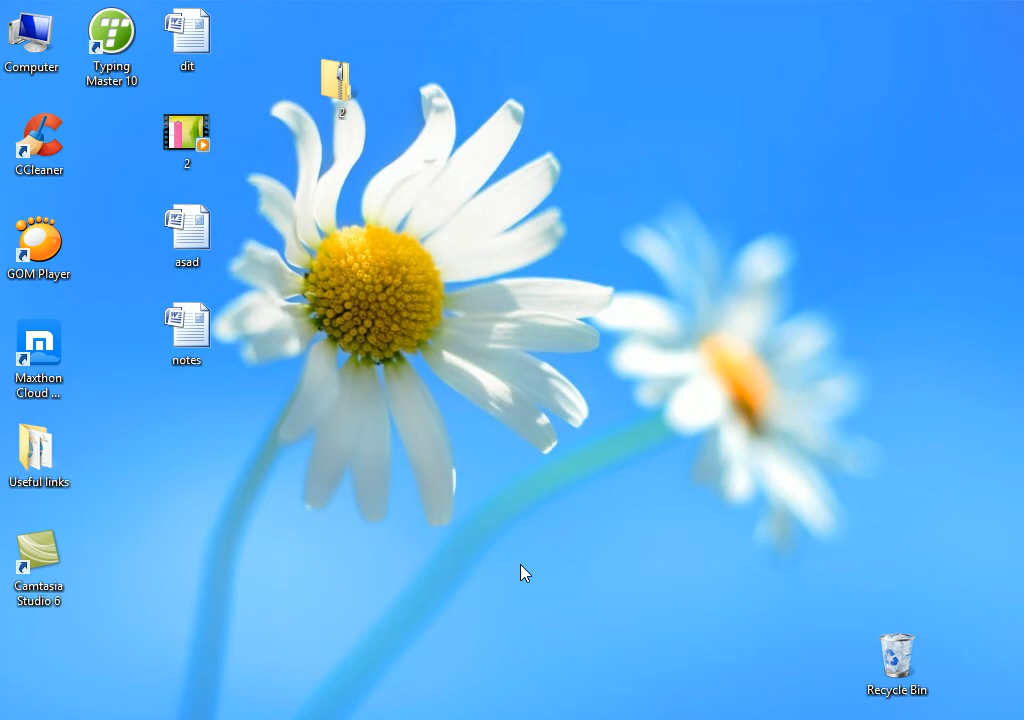 Computer
Typing
Master 10
dit
2
CCleaner
2
GOM Player
asad
Maxthon
Cloud ...
notes
Useful links
Camtasia
Studio 6
Recycle Bin